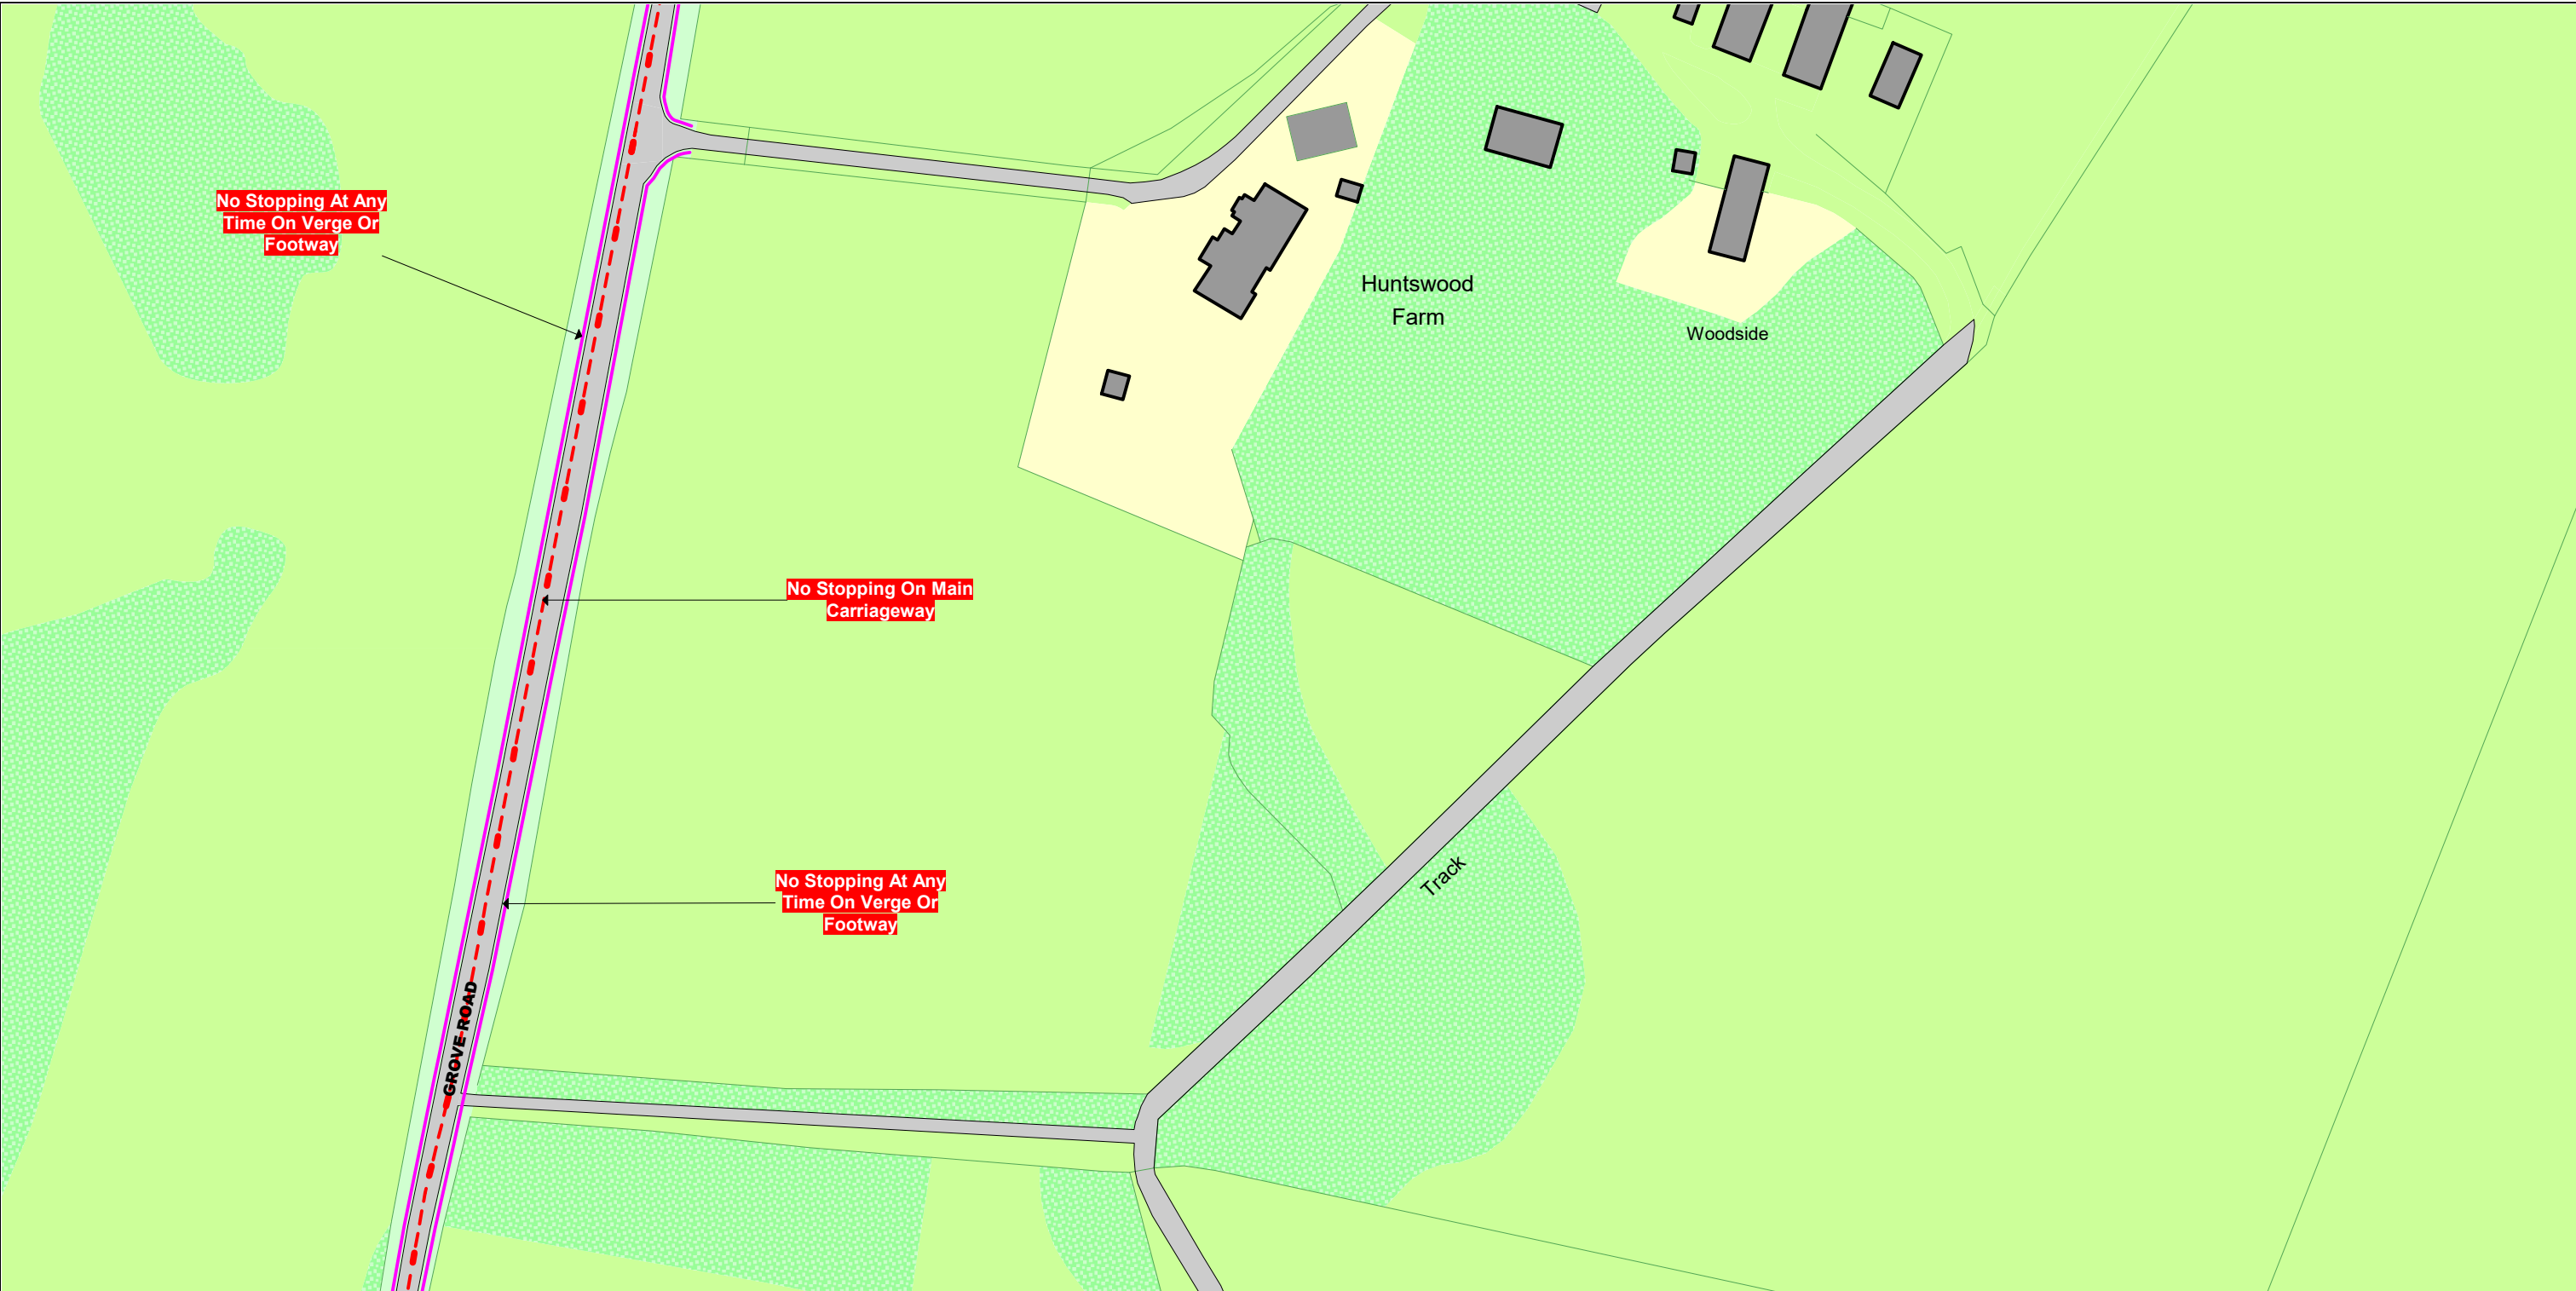 No Stopping At Any
Time On Verge Or
Footway
Huntswood
Farm
Woodside
No Stopping On Main
Carriageway
Track
No Stopping At Any
Time On Verge Or
Footway
GROVE ROAD